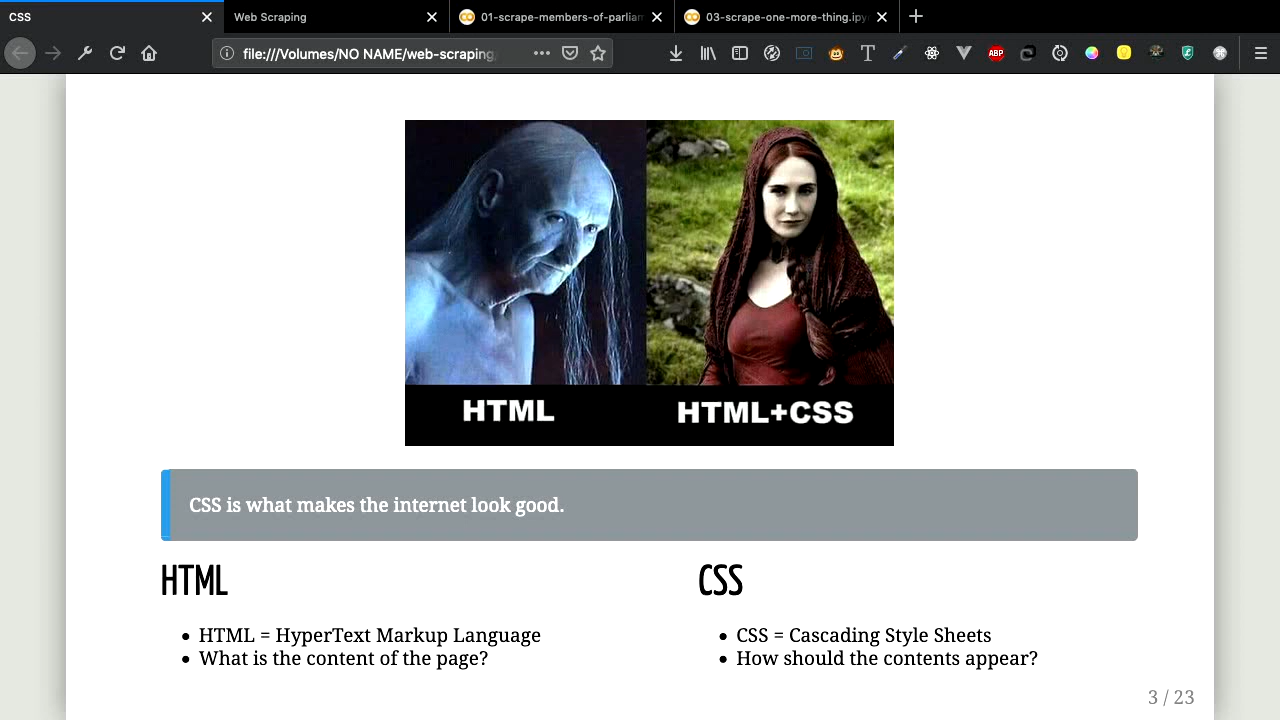 CSS
Web Scraping
01-scrape-members-of-parliam
03-scrape-one-more-thing.ipy
file:///Volumes/NO NAME/web-scraping
ABP
HTML
HTML+CSS
CSS is what makes the internet look good.
HTML
• HTML = HyperText Markup Language
• What is the content of the page?
CSS
• CSS = Cascading Style Sheets
• How should the contents appear?
3 / 23